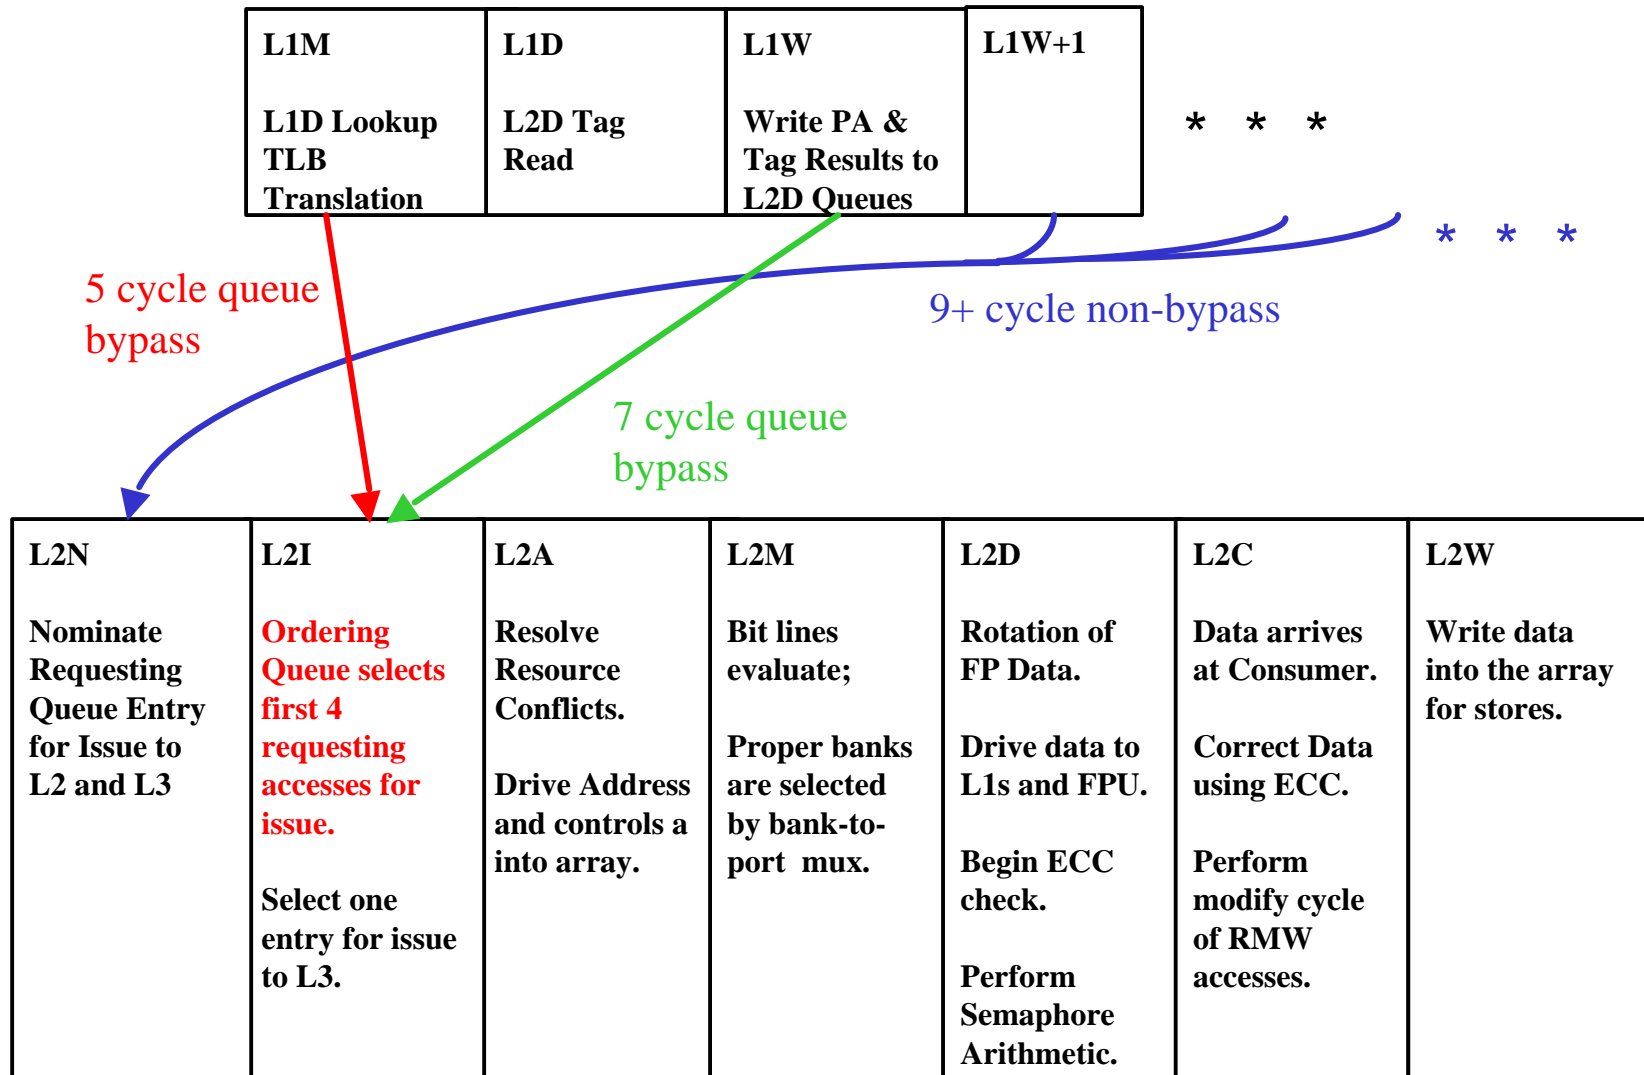 L1M
L1D Lookup
TLB
Translation
L1D
L2D Tag
Read
L1W
Write PA &
Tag Results to
L2D Queues
L1W+1
* * *
* * *
5 cycle queue
bypass
9+ cycle non-bypass
7 cycle queue
bypass
L2N
Nominate
Requesting
Queue Entry
for Issue to
L2 and L3
L2I
Ordering
Queue selects
first 4
requesting
accesses for
issue.
Select one
entry for issue
to L3.
L2A
Resolve
Resource
Conflicts.
Drive Address
and controls a
into array.
L2M
Bit lines
evaluate;
Proper banks
are selected
by bank-to-
port mux.
L2D
Rotation of
FP Data.
Drive data to
L1s and FPU.
Begin ECC
check.
Perform
Semaphore
Arithmetic.
L2C
Data arrives
at Consumer.
Correct Data
using ECC.
Perform
modify cycle
of RMW
accesses.
L2W
Write data
into the array
for stores.